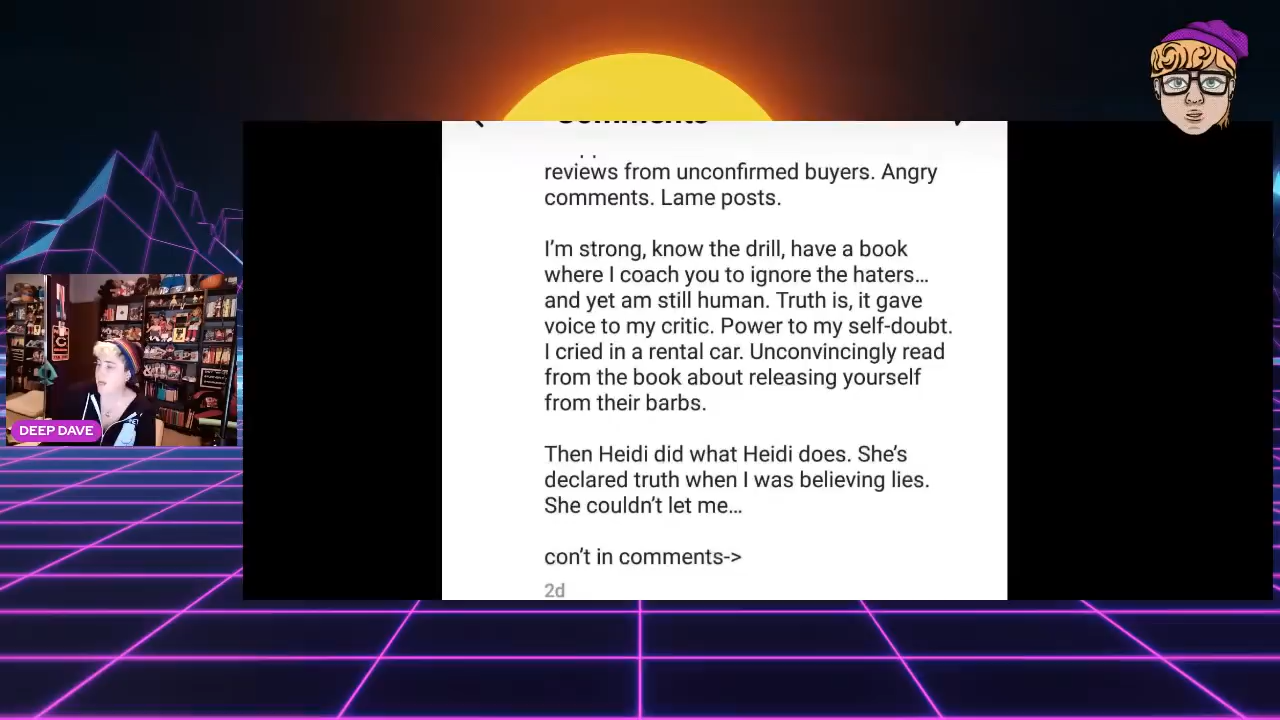 Comments
reviews from unconfirmed buyers. Angry
comments. Lame posts.
I’m strong, know the drill, have a book
where I coach you to ignore the haters…
and yet am still human. Truth is, it gave
voice to my critic. Power to my self-doubt.
I cried in a rental car. Unconvincingly read
from the book about releasing yourself
from their barbs.
Then Heidi did what Heidi does. She’s
declared truth when I was believing lies.
She couldn’t let me…
con’t in comments->
2d
DEEP DAVE